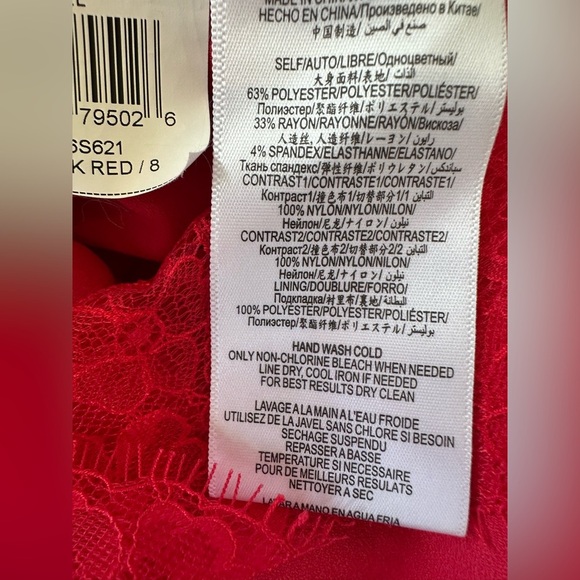 79502 6
6S621
K RED / 8
HECHO EN CHINA/Произведено в Китае/
中国制造/ صنع في الصين/
SELF/AUTO/LIBRE/Одноцветный/
大身面料/表地/ الذات/
63% POLYESTER/POLYESTER/POLIÉSTER/
Полиэстер/聚酯纤维/ポリエステル/بوليستر/
33% RAYON/RAYONNE/RAYÓN/Вискоза/
人造丝, 人造纤维/レーヨン/رايون/
4% SPANDEX/ELASTHANNE/ELASTANO/
Ткань спандекс/弹性纤维/ポリウレタン/سباندكس/
CONTRAST1/CONTRASTE1/CONTRASTE1/
Контраст1/撞色布1/切替部分1/التباين 1/
100% NYLON/NYLON/NILON/
Нейлон/尼龙/ナイロン/نيلون/
CONTRAST2/CONTRASTE2/CONTRASTE2/
Контраст2/撞色布2/切替部分2/التباين 2/
100% NYLON/NYLON/NILON/
Нейлон/尼龙/ナイロン/نيلون/
LINING/DOUBLURE/FORRO/
Подкладка/村里布/裏地/البطانة/
100% POLYESTER/POLYESTER/POLIÉSTER/
Полиэстер/聚酯纤维/ポリエステル/بوليستر/
HAND WASH COLD
ONLY NON-CHLORINE BLEACH WHEN NEEDED
LINE DRY, COOL IRON IF NEEDED
FOR BEST RESULTS DRY CLEAN
LAVAGE A LA MAIN A L'EAU FROIDE
UTILISEZ DE LA JAVEL SANS CHLORE SI BESOIN
SECHAGE SUSPENDU
REPASSER A BASSE
TEMPERATURE SI NECESSAIRE
POUR DE MEILLEURS RESULATS
NETTOYER A SEC
LAVAR A MANO EN AGUA FRIA